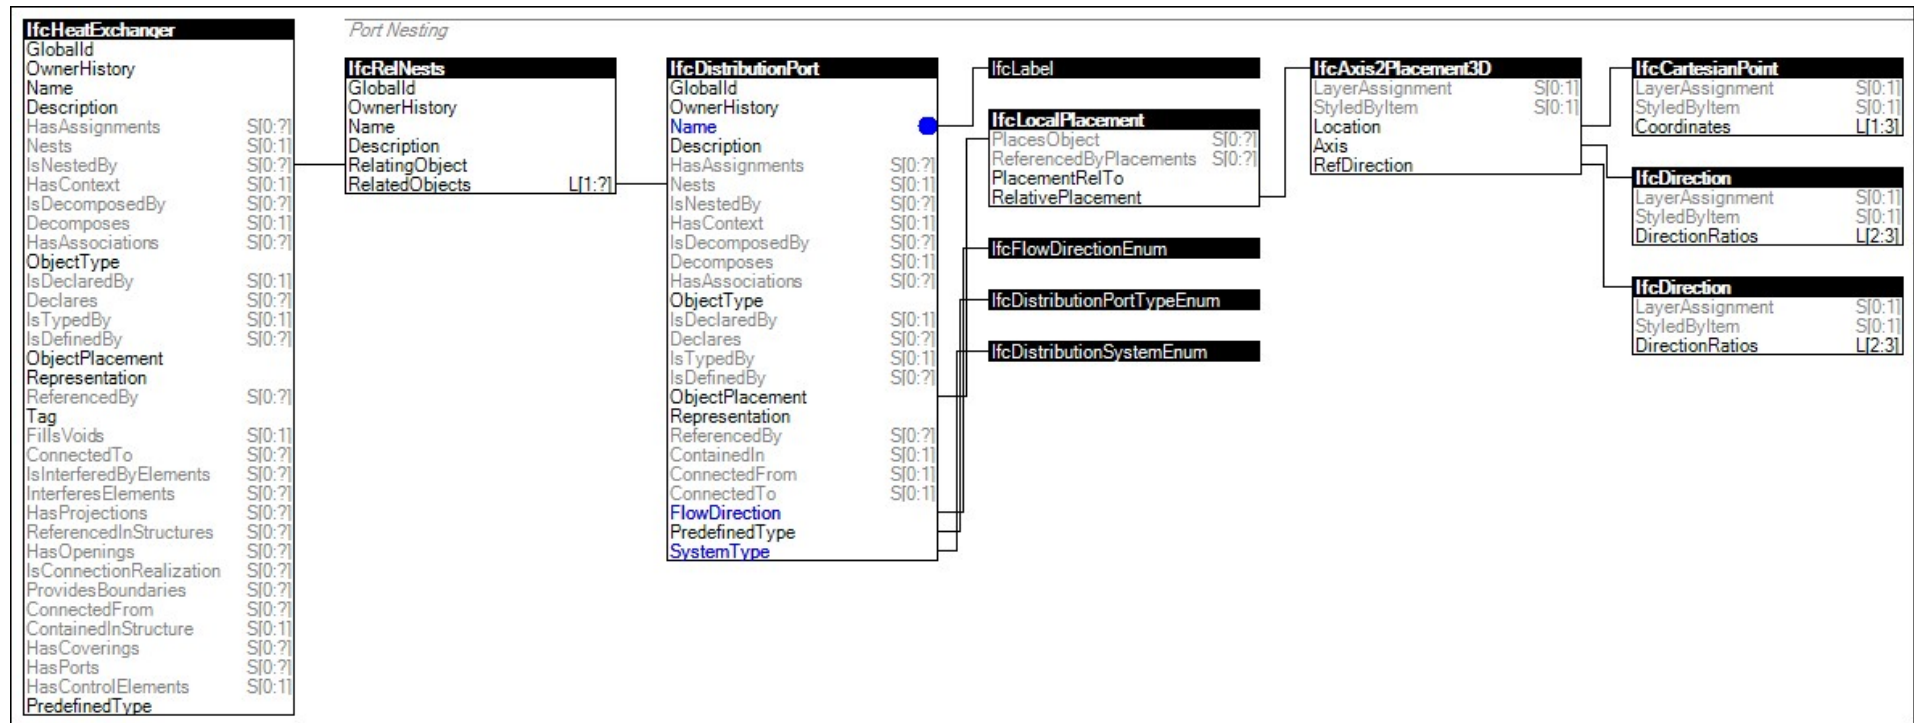 IfcHeatExchanger
GlobalId
OwnerHistory
Name
Description
HasAssignments S[0:?]
Nests S[0:1]
IsNestedBy S[0:?]
HasContext S[0:1]
IsDecomposedBy S[0:?]
Decomposes S[0:1]
HasAssociations S[0:?]
ObjectType
IsDeclaredBy S[0:1]
Declares S[0:?]
IsTypedBy S[0:1]
IsDefinedBy S[0:?]
ObjectPlacement
Representation
ReferencedBy S[0:?]
Tag
FillsVoids S[0:1]
ConnectedTo S[0:?]
IsInterferedByElements S[0:?]
InterferesElements S[0:?]
HasProjections S[0:?]
ReferencedInStructures S[0:?]
HasOpenings S[0:?]
IsConnectionRealization S[0:?]
ProvidesBoundaries S[0:?]
ConnectedFrom S[0:?]
ContainedInStructure S[0:1]
HasCoverings S[0:?]
HasPorts S[0:?]
HasControlElements S[0:1]
PredefinedType
Port Nesting
IfcRelNests
GlobalId
OwnerHistory
Name
Description
RelatingObject
RelatedObjects L[1:?]
IfcDistributionPort
GlobalId
OwnerHistory
Name
Description
HasAssignments S[0:?]
Nests S[0:1]
IsNestedBy S[0:?]
HasContext S[0:1]
IsDecomposedBy S[0:?]
Decomposes S[0:1]
HasAssociations S[0:?]
ObjectType
IsDeclaredBy S[0:1]
Declares S[0:?]
IsTypedBy S[0:1]
IsDefinedBy S[0:?]
ObjectPlacement
Representation
ReferencedBy S[0:?]
ContainedIn S[0:1]
ConnectedFrom S[0:1]
ConnectedTo S[0:1]
FlowDirection
PredefinedType
SystemType
IfcLabel
IfcLocalPlacement
PlacesObject S[0:?]
ReferencedByPlacements S[0:?]
PlacementRelTo
RelativePlacement
IfcFlowDirectionEnum
IfcDistributionPortTypeEnum
IfcDistributionSystemEnum
IfcAxis2Placement3D
LayerAssignment S[0:1]
StyledByItem S[0:1]
Location
Axis
RefDirection
IfcCartesianPoint
LayerAssignment S[0:1]
StyledByItem S[0:1]
Coordinates L[1:3]
IfcDirection
LayerAssignment S[0:1]
StyledByItem S[0:1]
DirectionRatios L[2:3]
IfcDirection
LayerAssignment S[0:1]
StyledByItem S[0:1]
DirectionRatios L[2:3]